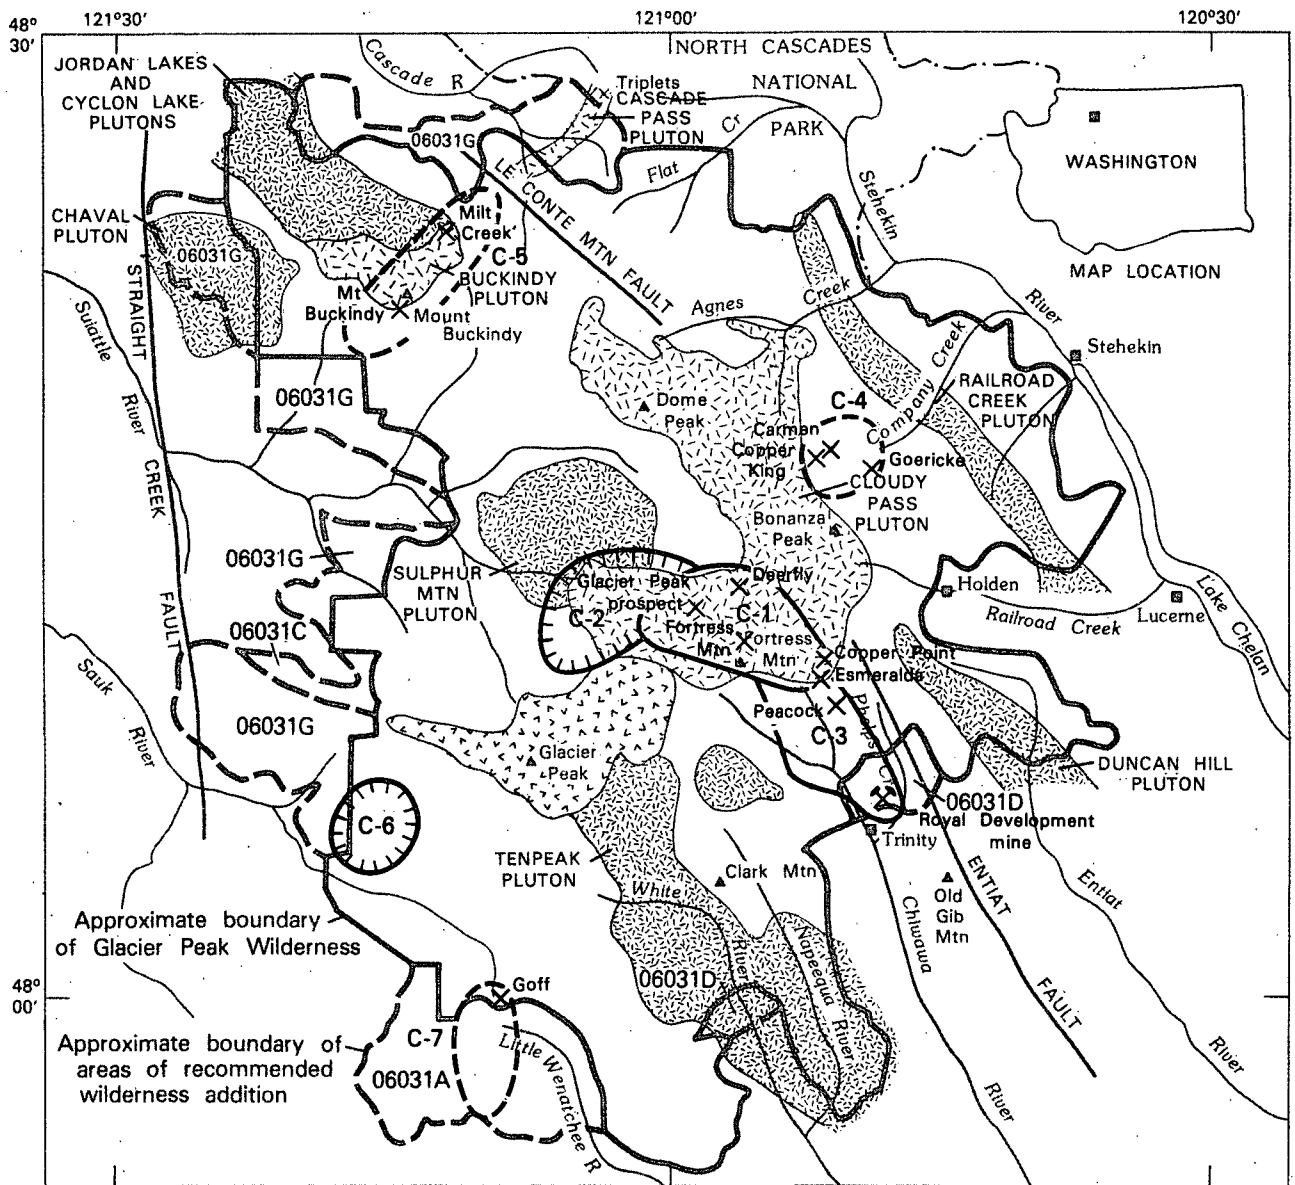 48°
30'
121°30'
121°00'
120°30'
JORDAN LAKES
AND
CYCLON LAKE
PLUTONS
Cascade R
NORTH CASCADES
NATIONAL
PARK
Triplets
CASCADE
PASS
PLUTON
Cr
Flat
06031G
WASHINGTON
MAP LOCATION
Stehekin
River
LE CONTE MTN FAULT
CHAVAL
PLUTON
06031G
Milt
Creek
C-5
BUCKINDY
PLUTON
Mt
Buckindy
Mount
Buckindy
STRAIGHT
CREEK
FAULT
Suiattle
River
Agnes
Creek
Stehekin
06031G
Dome
Peak
C-4
Carmen
Copper
King
Company Creek
RAILROAD
CREEK
PLUTON
Goericke
CLOUDY
PASS
PLUTON
Bonanza
Peak
06031G
SULPHUR
MTN
PLUTON
Glacier Peak
prospect
Deerfly
C-1
C-2
Fortress
Mtn
Fortress
Mtn
Holden
Railroad Creek
Lucerne
Lake Chelan
06031C
Copper Point
Esmeralda
Sauk
River
06031G
Peacock
C-3
Phelps Cr
Glacier
Peak
DUNCAN HILL
PLUTON
C-6
06031D
Royal Development
mine
Trinity
TENPEAK
PLUTON
Clark Mtn
White
River
Old
Gib
Mtn
ENTIAT
FAULT
Entiat
River
Chiwawa
River
Napeequa
River
Approximate boundary
of Glacier Peak Wilderness
06031D
48°
00'
Goff
Approximate boundary of
areas of recommended
wilderness addition
C-7
06031A
Little Wenatchee R